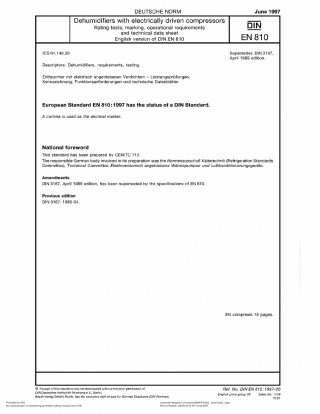 DEUTSCHE NORM
June 1997
Dehumidifiers with electrically driven compressors
Rating tests, marking, operational requirements
and technical data sheet
English version of DIN EN 810
DIN
EN 810
ICS 91.140.30
Supersedes DIN 3167,
April 1989 edition.
Descriptors: Dehumidifiers, requirements, testing.
Entfeuchter mit elektrisch angetriebenen Verdichtern – Leistungsprüfungen,
Kennzeichnung, Funktionsanforderungen und technische Datenblätter
European Standard EN 810:1997 has the status of a DIN Standard.
A comma is used as the decimal marker.
National foreword
This standard has been prepared by CEN/TC 113.
The responsible German body involved in its preparation was the Normenausschuß Kältetechnik (Refrigeration Standards
Committee), Technical Committee Elektromotorisch angetriebene Wärmepumpen und Luftkonditionierungsgeräte.
Amendments
DIN 3167, April 1989 edition, has been superseded by the specifications of EN 810.
Previous edition
DIN 3167: 1989-04.
EN comprises 18 pages.
© No part of this standard may be reproduced without the prior permission of
DIN Deutsches Institut für Normung e.V., Berlin.
Beuth Verlag GmbH, Berlin, has the exclusive right of sale for German Standards (DIN-Normen).
Ref. No. DIN EN 810:1997-06
English price group 09 Sales No.